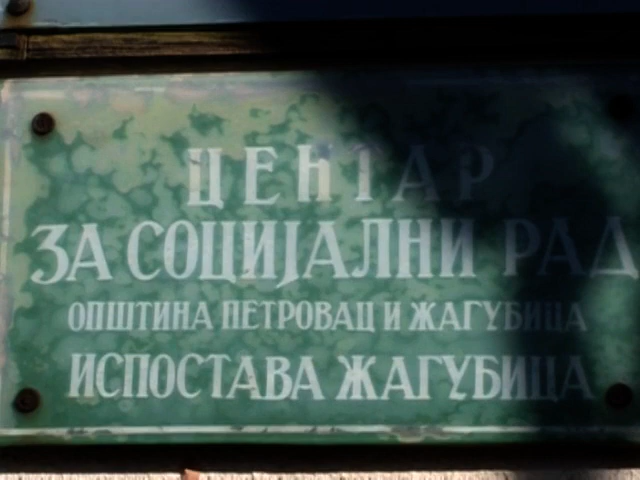 ЦЕНТАР
ЗА СОЦИЈАЛНИ РАД
ОПШТИНА ПЕТРОВАЦ И ЖАГУБИЦА
ИСПОСТАВА ЖАГУБИЦА